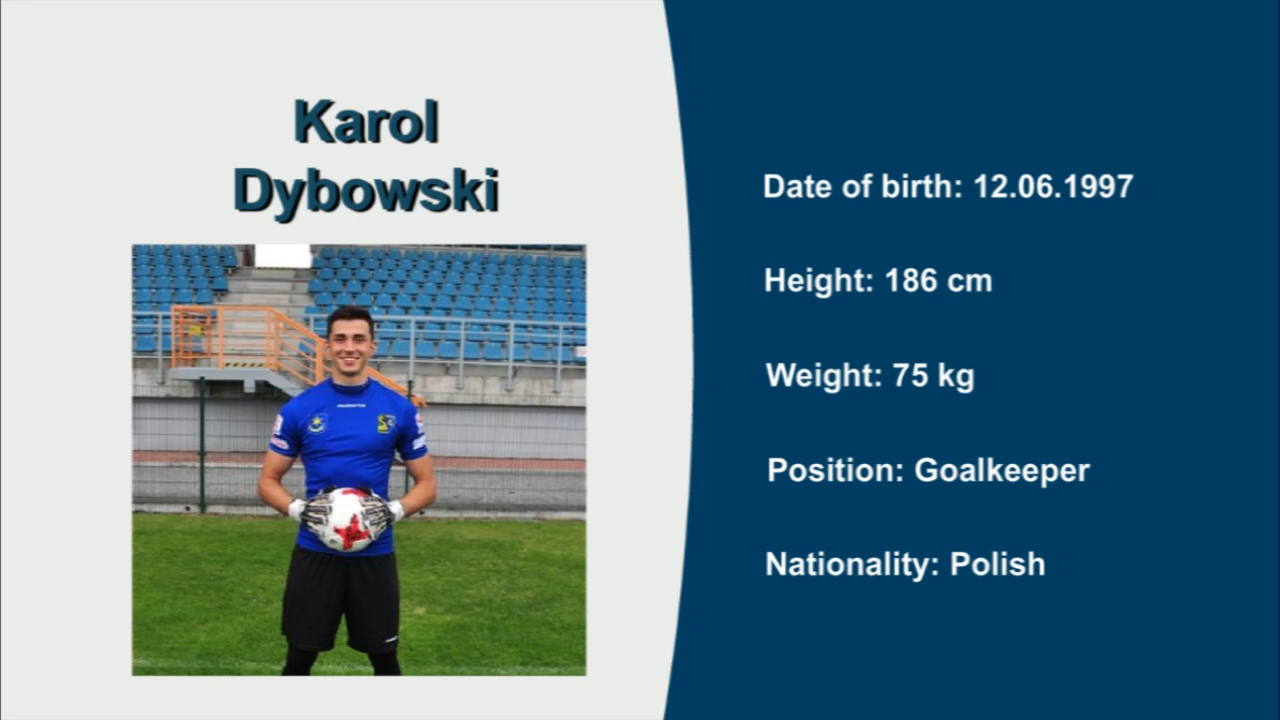 Karol
Dybowski
Date of birth: 12.06.1997
Height: 186 cm
Weight: 75 kg
Position: Goalkeeper
Nationality: Polish